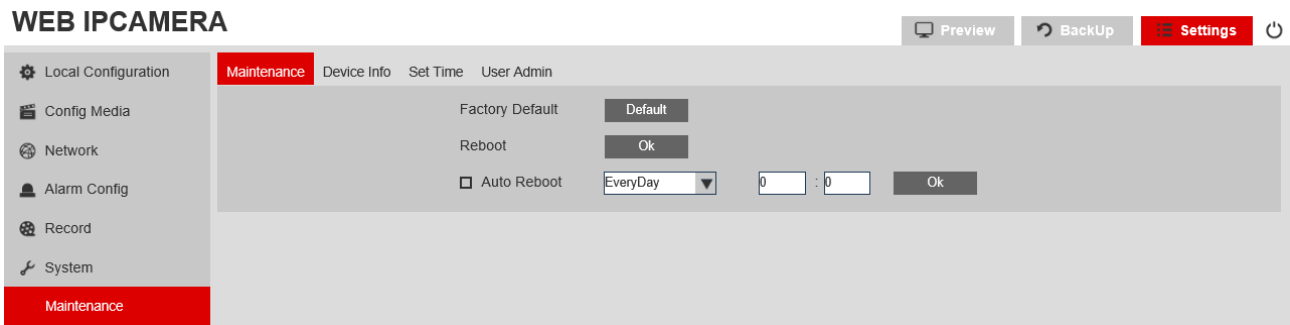 WEB IPCAMERA
Preview BackUp Settings
Local Configuration
Config Media
Network
Alarm Config
Record
System
Maintenance
Maintenance Device Info Set Time User Admin
Factory Default Default
Reboot Ok
Auto Reboot EveryDay 0 : 0 Ok